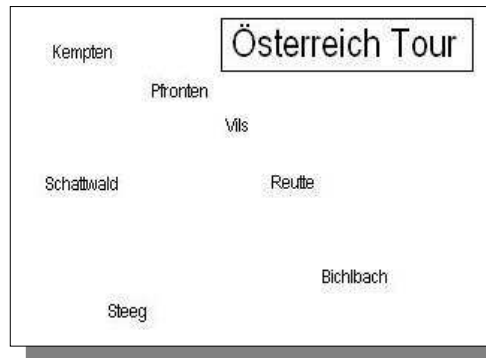 Österreich Tour
Kempten
Pfronten
Vils
Schattwald
Reutte
Bichlbach
Steeg